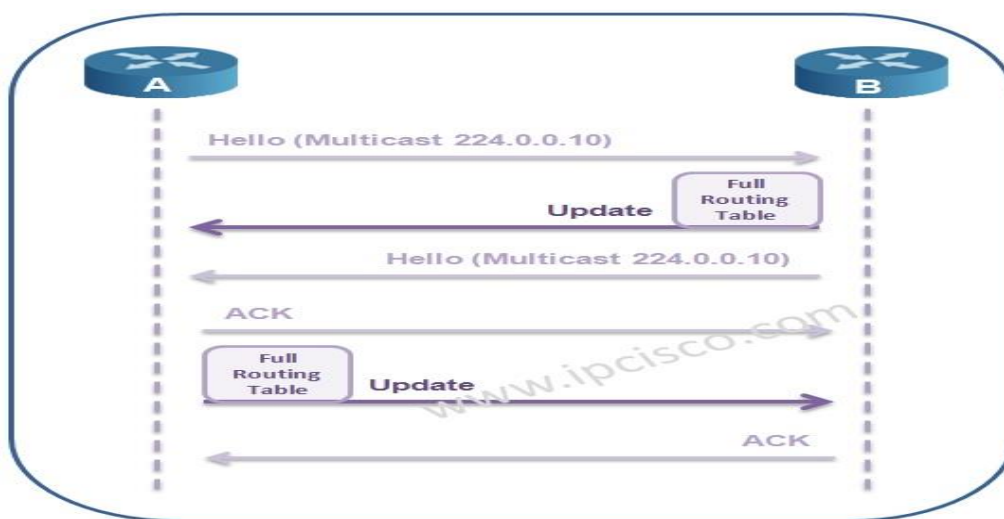 A
B
Hello (Multicast 224.0.0.10)
Full
Routing
Table
Update
Hello (Multicast 224.0.0.10)
ACK
www.ipcisco.com
Full
Routing
Table
Update
ACK